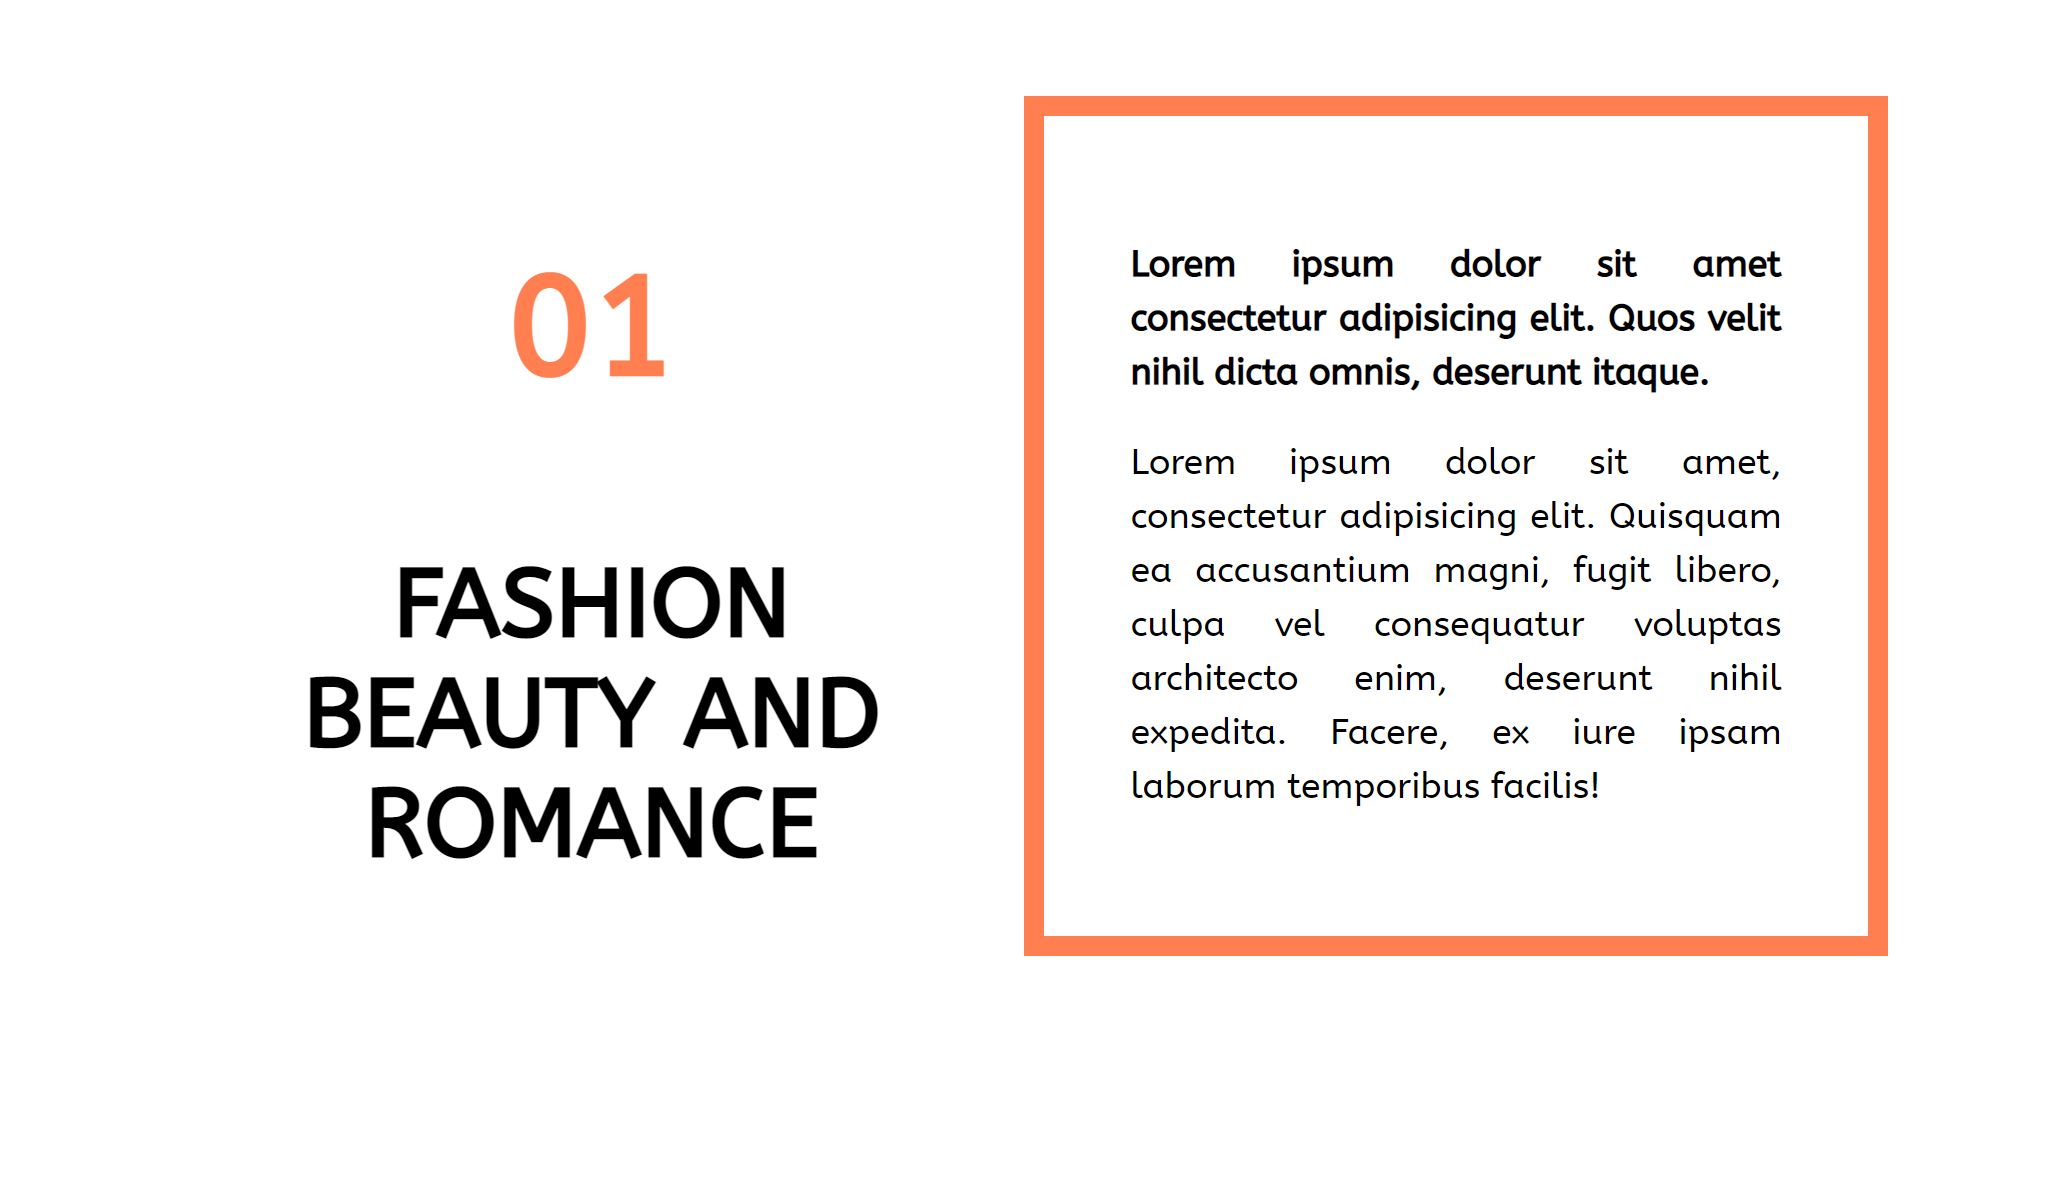 01
FASHION
BEAUTY AND
ROMANCE
Lorem ipsum dolor sit amet
consectetur adipisicing elit. Quos velit
nihil dicta omnis, deserunt itaque.
Lorem ipsum dolor sit amet,
consectetur adipisicing elit. Quisquam
ea accusantium magni, fugit libero,
culpa vel consequatur voluptas
architecto enim, deserunt nihil
expedita. Facere, ex iure ipsam
laborum temporibus facilis!